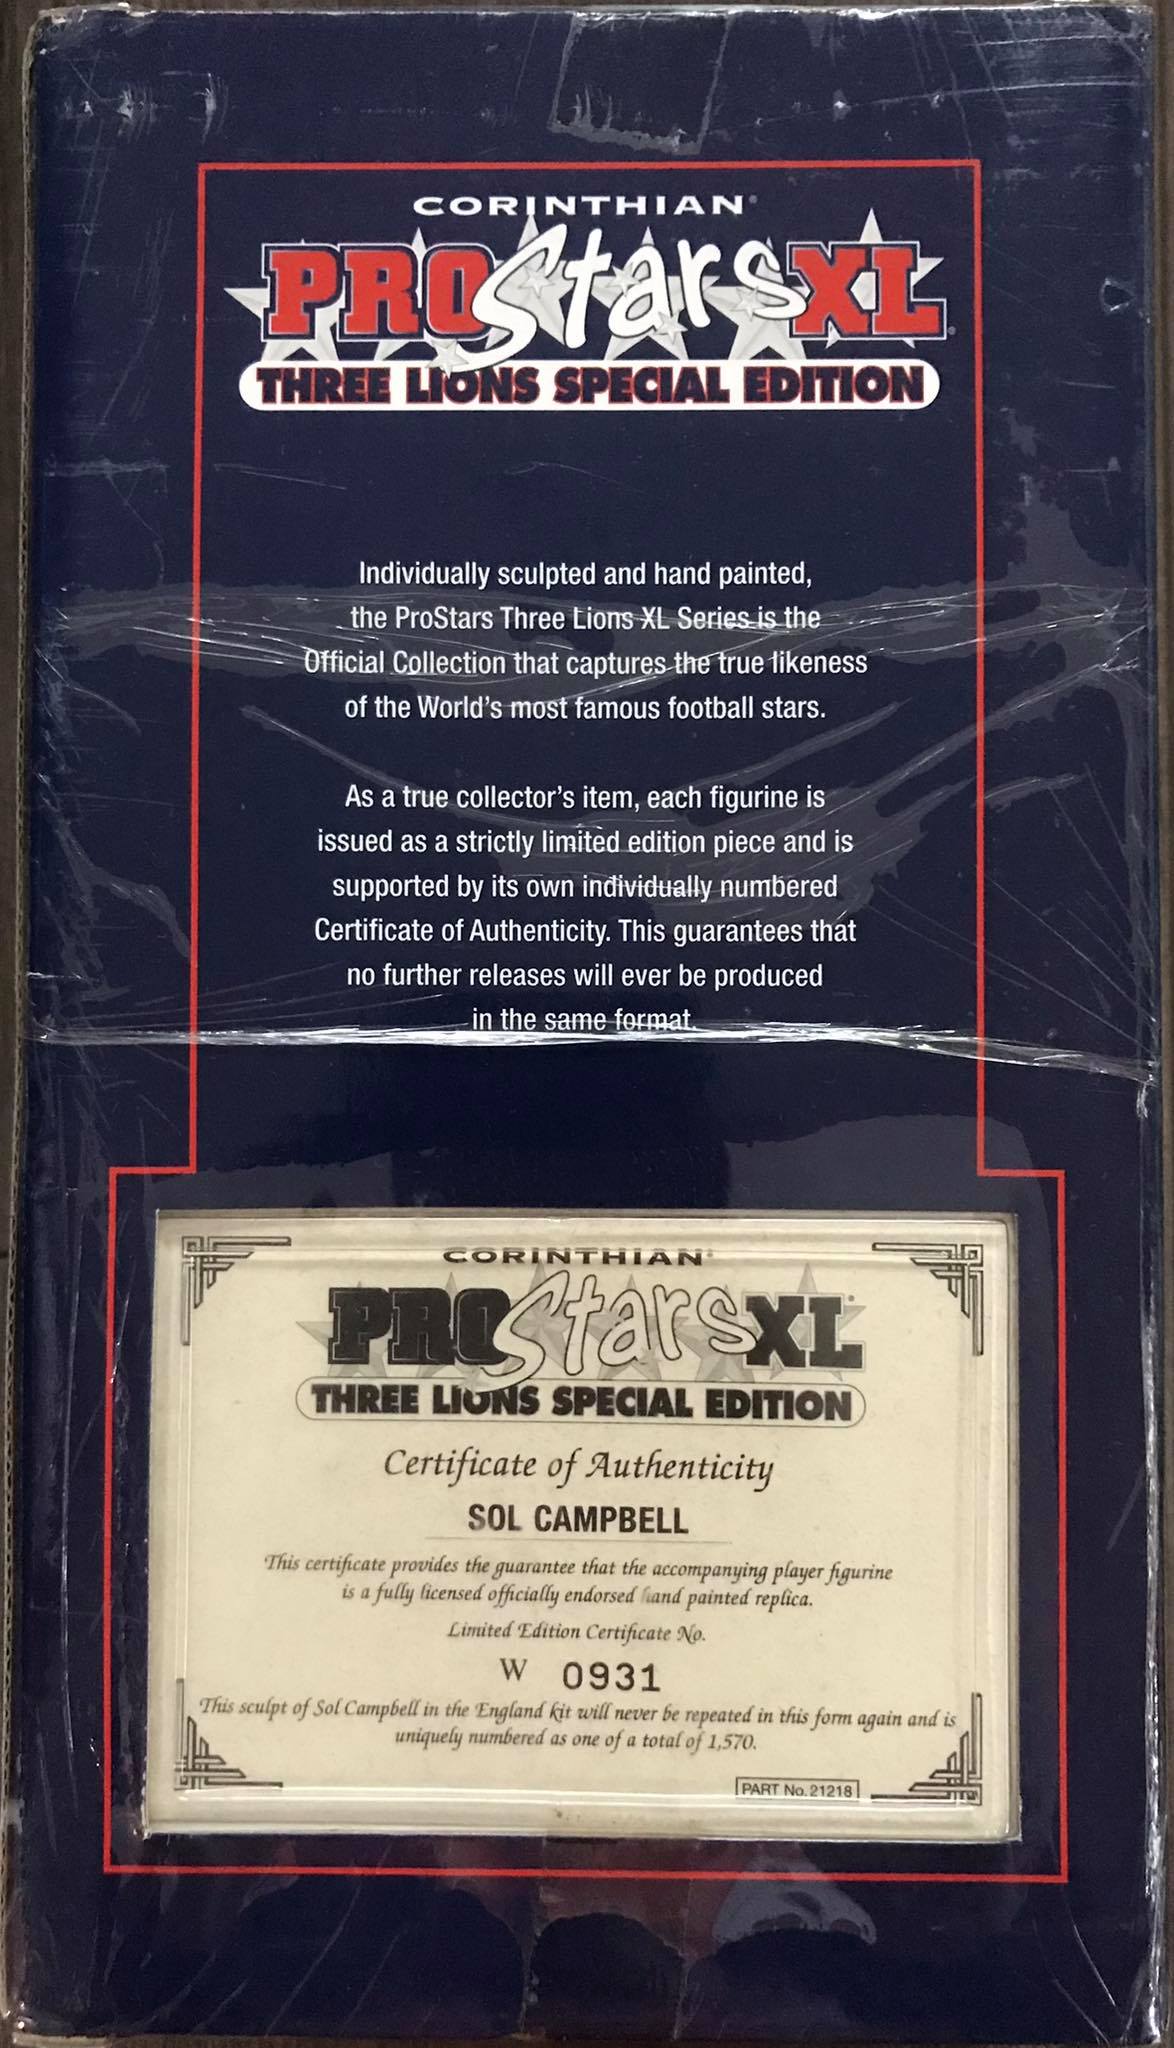 CORINTHIAN®
PROStarsXL
THREE LIONS SPECIAL EDITION
Individually sculpted and hand painted,
the ProStars Three Lions XL Series is the
Official Collection that captures the true likeness
of the World's most famous football stars.
As a true collector's item, each figurine is
issued as a strictly limited edition piece and is
supported by its own individually numbered
Certificate of Authenticity. This guarantees that
no further releases will ever be produced
in the same format.
CORINTHIAN®
PROStarsXL
THREE LIONS SPECIAL EDITION
Certificate of Authenticity
SOL CAMPBELL
This certificate provides the guarantee that the accompanying player figurine
is a fully licensed officially endorsed hand painted replica.
Limited Edition Certificate No.
W 0931
This sculpt of Sol Campbell in the England kit will never be repeated in this form again and is
uniquely numbered as one of a total of 1,570.
PART No.21218